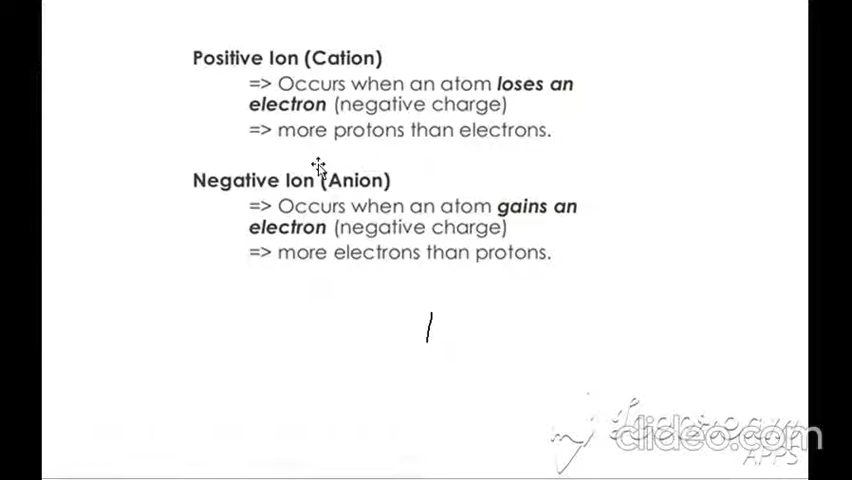 Positive Ion (Cation)
=> Occurs when an atom loses an
electron (negative charge)
=> more protons than electrons.
Negative Ion (Anion)
=> Occurs when an atom gains an
electron (negative charge)
=> more electrons than protons.
clideo.com
APPS